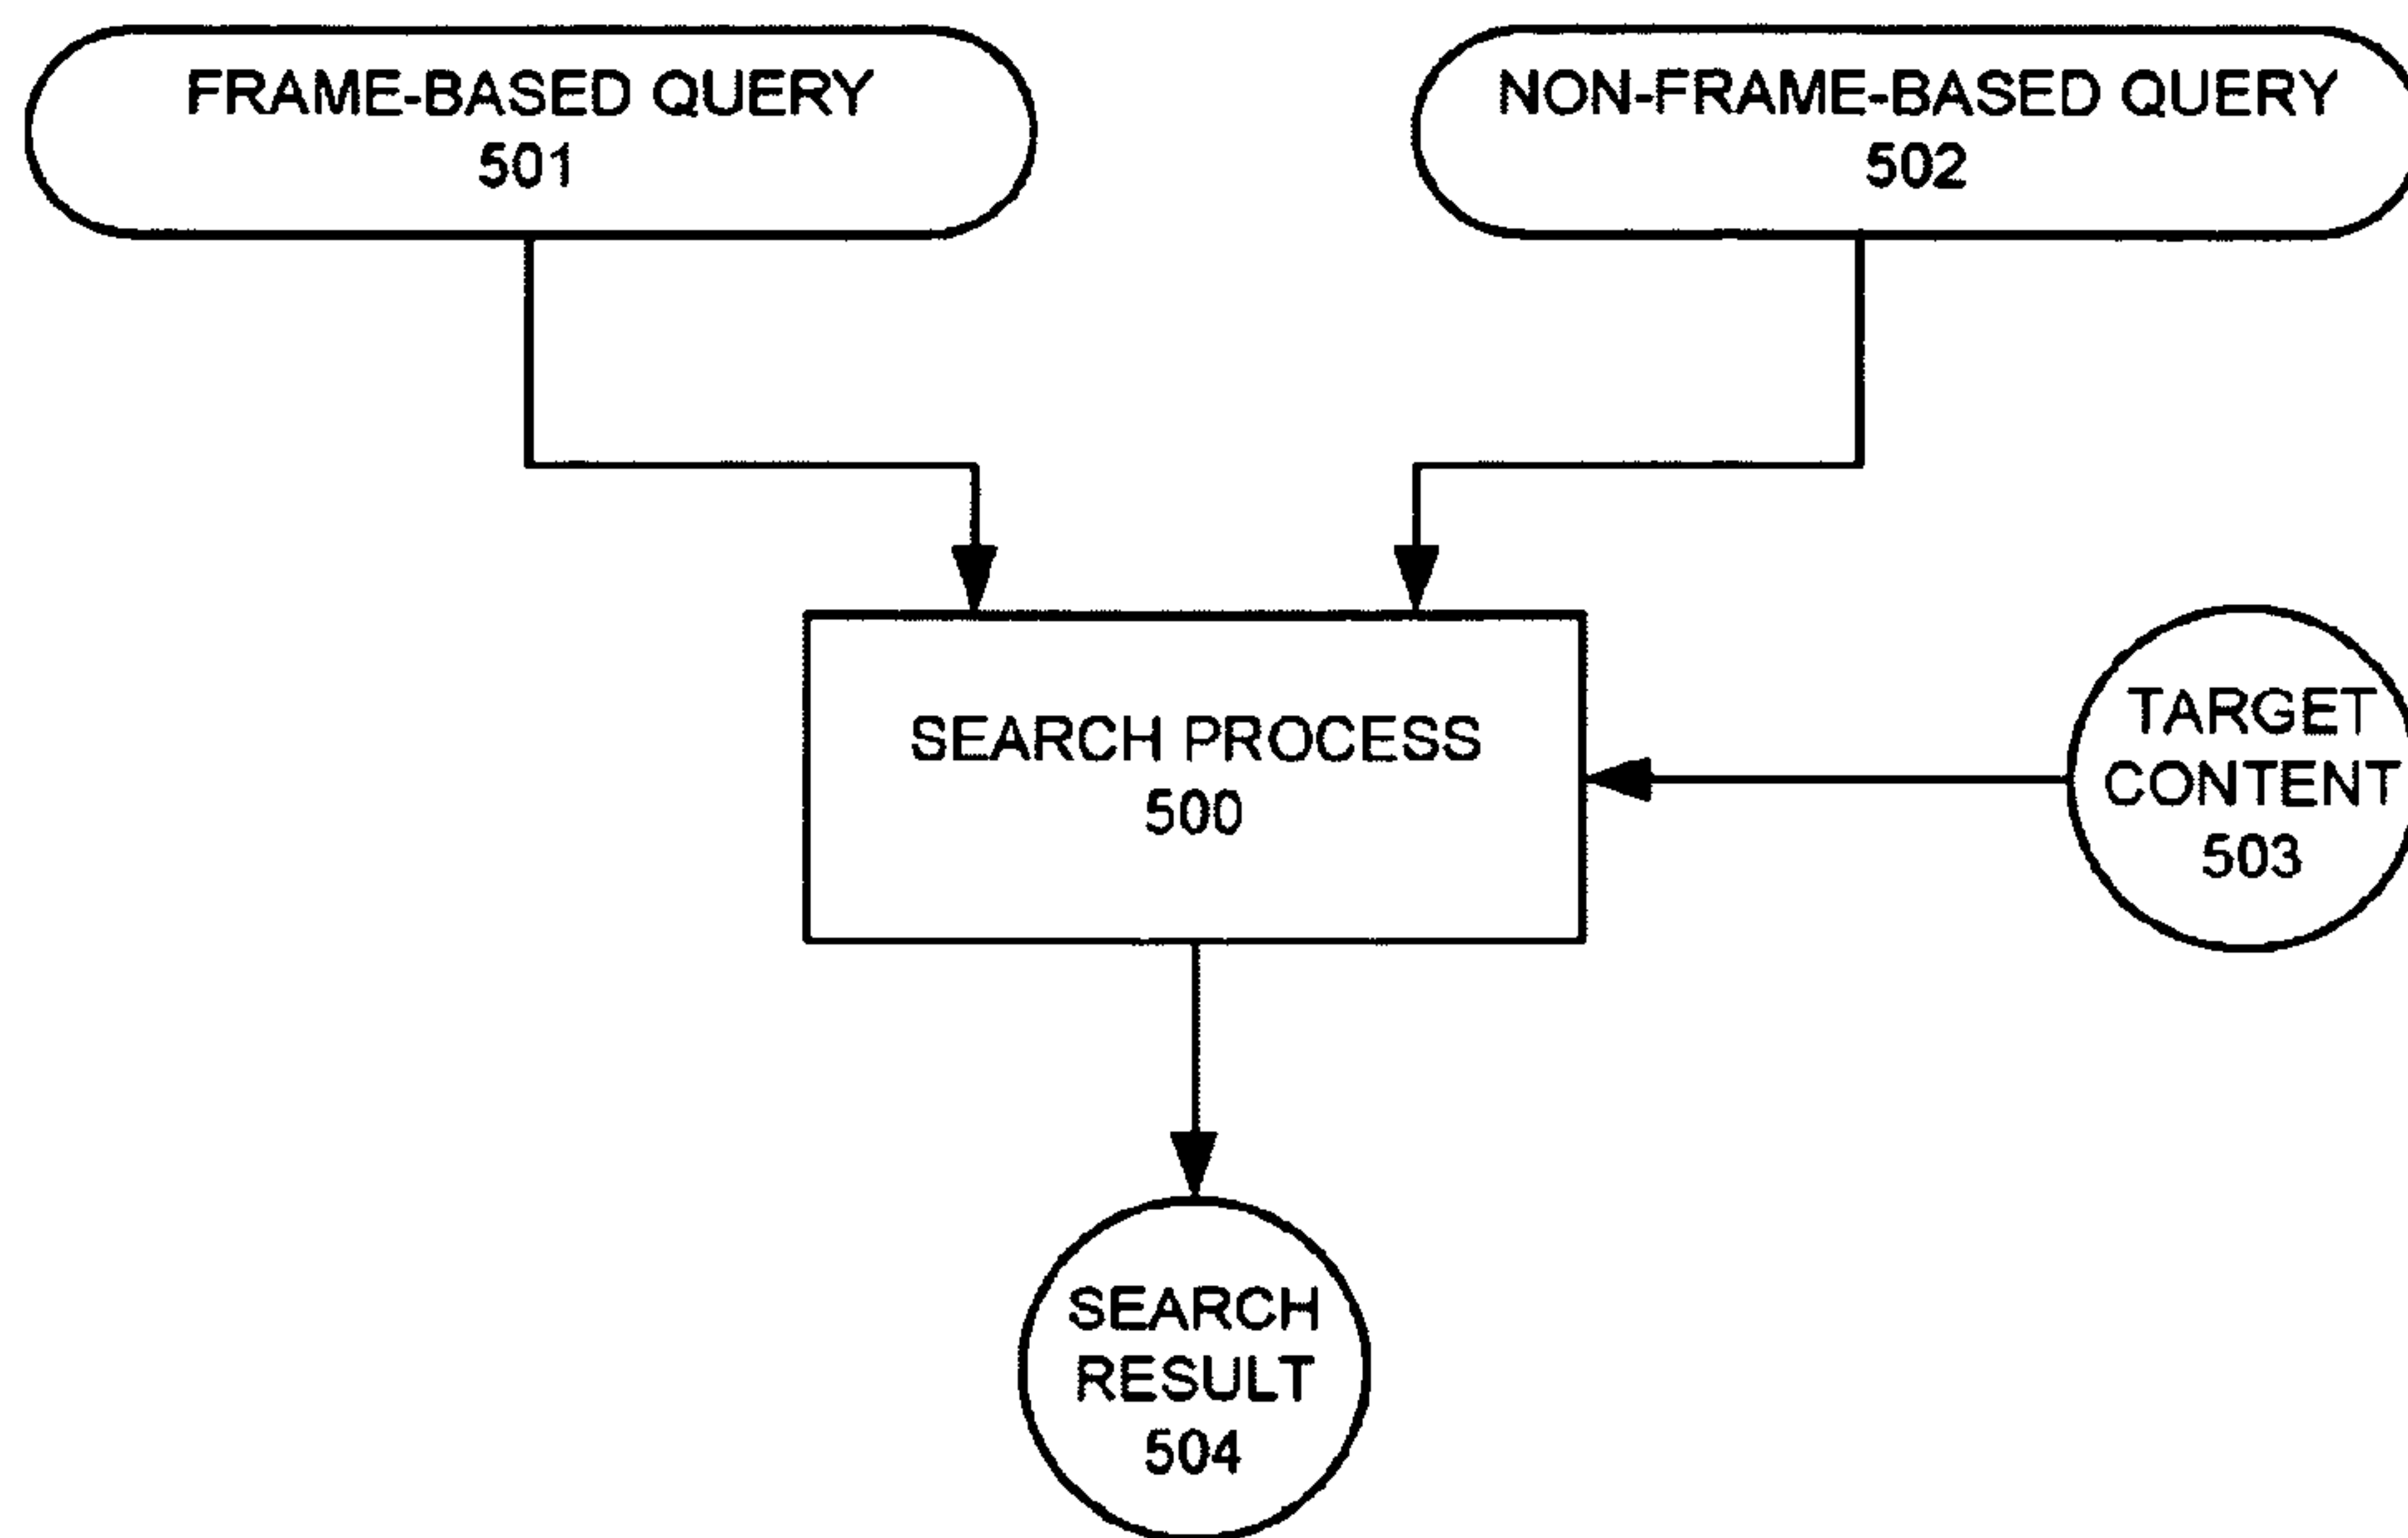 FRAME-BASED QUERY
501
NON-FRAME-BASED QUERY
502
SEARCH PROCESS
500
TARGET
CONTENT
503
SEARCH
RESULT
504